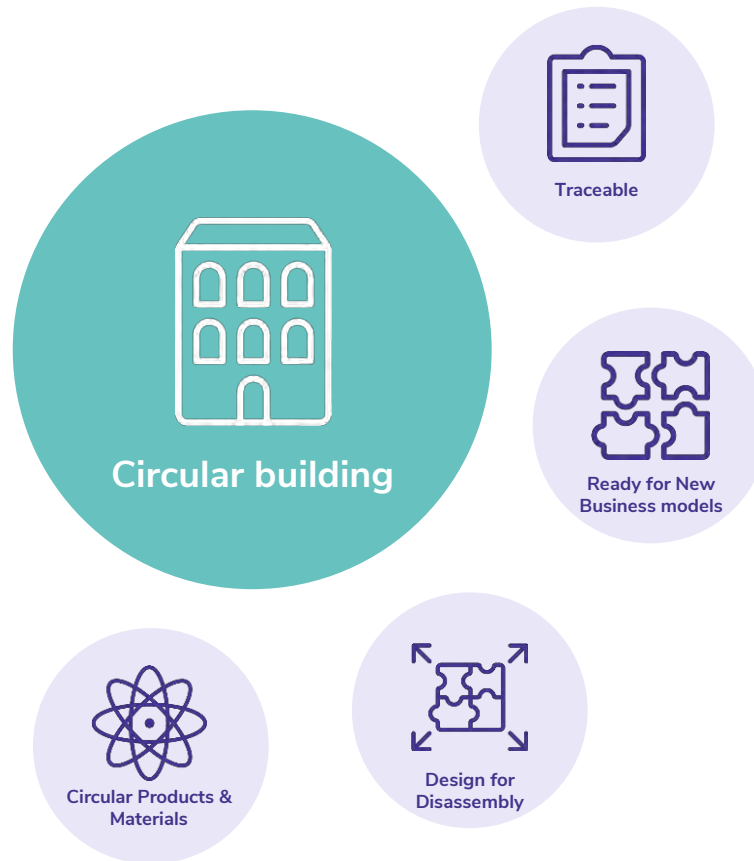 Traceable
Circular building
Ready for New
Business models
Design for
Disassembly
Circular Products &
Materials